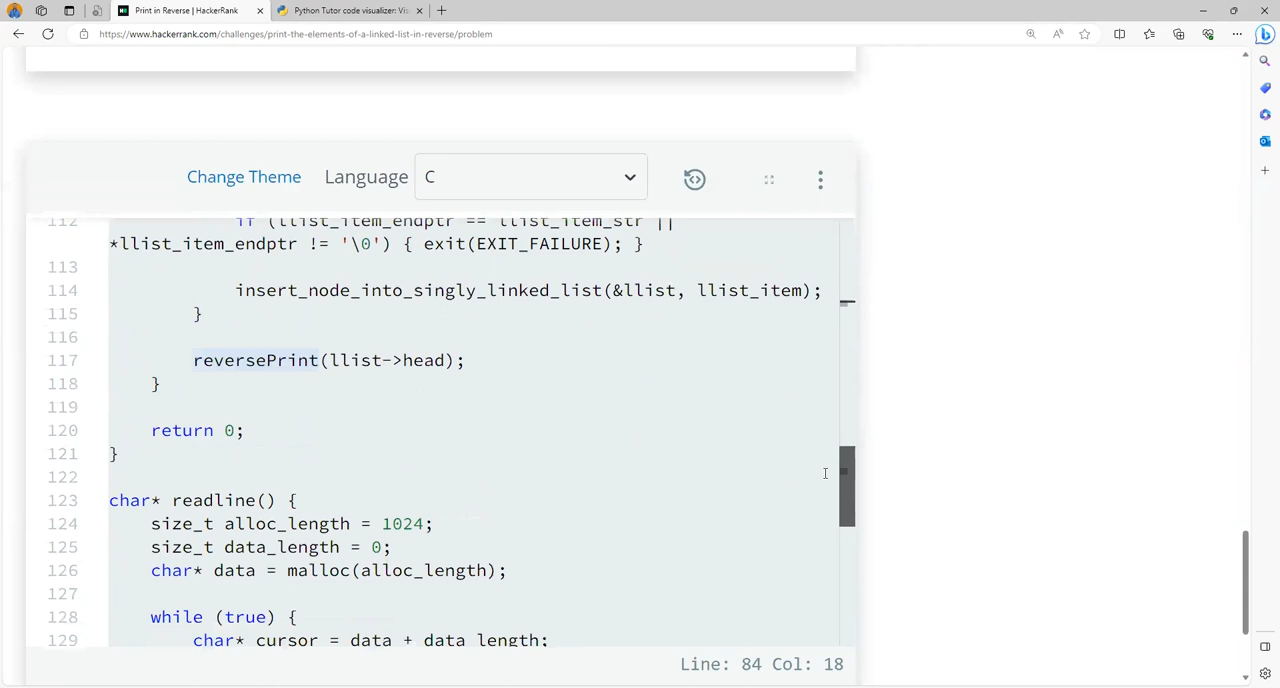 Print in Reverse | HackerRank
Python Tutor code visualizer: Vis
https://www.hackerrank.com/challenges/print-the-elements-of-a-linked-list-in-reverse/problem
Change Theme Language C
112 if (llist_item_endptr == llist_item_str ||
*llist_item_endptr != '\0') { exit(EXIT_FAILURE); }
113
114 insert_node_into_singly_linked_list(&llist, llist_item);
115 }
116
117 reversePrint(llist->head);
118 }
119
120 return 0;
121 }
122
123 char* readline() {
124 size_t alloc_length = 1024;
125 size_t data_length = 0;
126 char* data = malloc(alloc_length);
127
128 while (true) {
129 char* cursor = data + data_length;
Line: 84 Col: 18